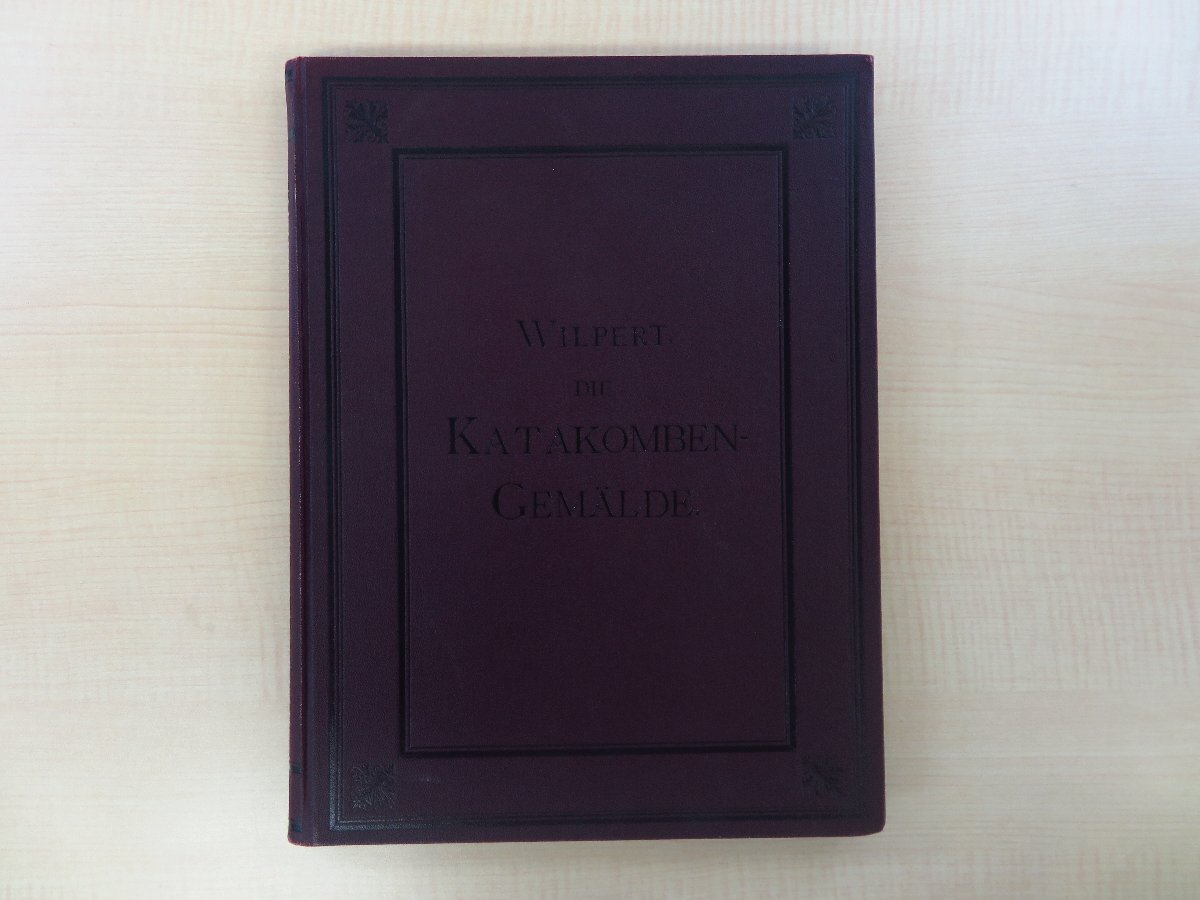 WILPERT.
DIE
KATAKOMBEN-
GEMÄLDE.